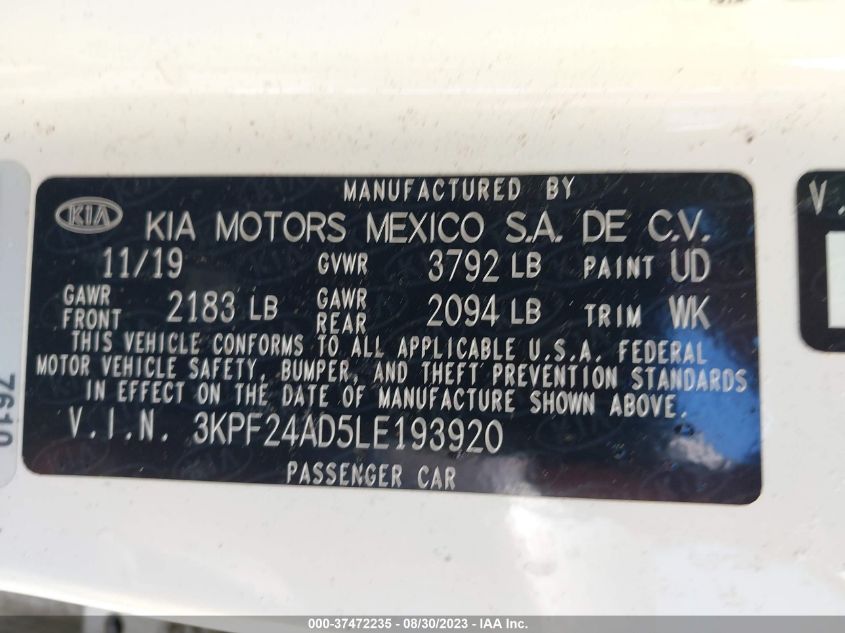 MANUFACTURED BY
KIA KIA MOTORS MEXICO S.A. DE C.V.
11/19 GVWR 3792 LB PAINT UD
GAWR FRONT 2183 LB GAWR REAR 2094 LB TRIM WK
THIS VEHICLE CONFORMS TO ALL APPLICABLE U.S.A. FEDERAL
MOTOR VEHICLE SAFETY, BUMPER, AND THEFT PREVENTION STANDARDS
IN EFFECT ON THE DATE OF MANUFACTURE SHOWN ABOVE.
V.I.N. 3KPF24AD5LE193920
PASSENGER CAR
V.
7610
000-37472235 - 08/30/2023 - © IAA Inc.